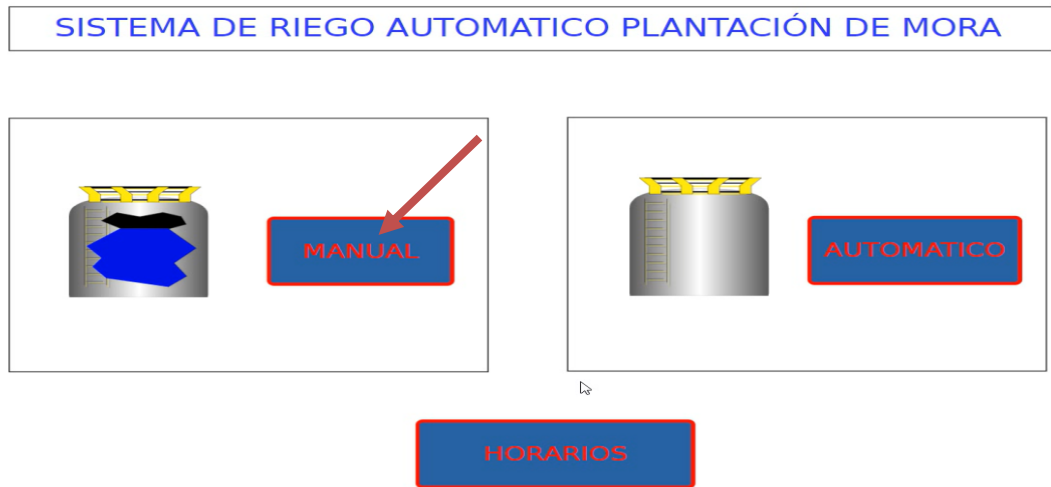 SISTEMA DE RIEGO AUTOMATICO PLANTACIÓN DE MORA
MANUAL
AUTOMATICO
HORARIOS